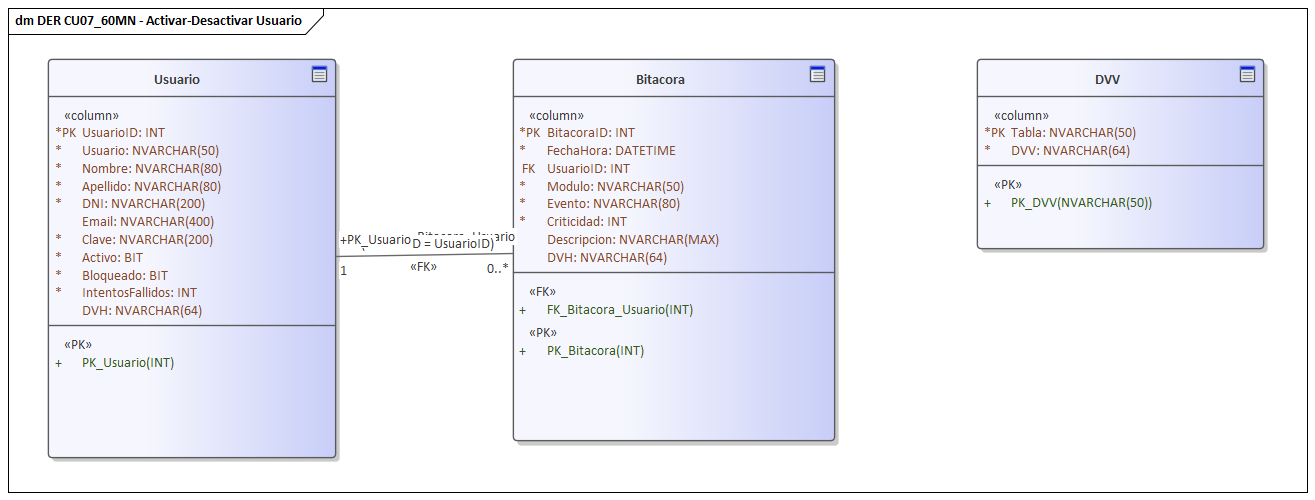 dm DER CU07_60MN - Activar-Desactivar Usuario
Usuario
«column»
*PK UsuarioID: INT
* Usuario: NVARCHAR(50)
* Nombre: NVARCHAR(80)
* Apellido: NVARCHAR(80)
* DNI: NVARCHAR(200)
Email: NVARCHAR(400)
* Clave: NVARCHAR(200)
* Activo: BIT
* Bloqueado: BIT
* IntentosFallidos: INT
DVH: NVARCHAR(64)
«PK»
+ PK_Usuario(INT)
+PK_Usuario
D = UsuarioID)
1
«FK»
0..*
Bitacora
«column»
*PK BitacoraID: INT
* FechaHora: DATETIME
FK UsuarioID: INT
* Modulo: NVARCHAR(50)
* Evento: NVARCHAR(80)
* Criticidad: INT
Descripcion: NVARCHAR(MAX)
DVH: NVARCHAR(64)
«FK»
+ FK_Bitacora_Usuario(INT)
«PK»
+ PK_Bitacora(INT)
DVV
«column»
*PK Tabla: NVARCHAR(50)
* DVV: NVARCHAR(64)
«PK»
+ PK_DVV(NVARCHAR(50))